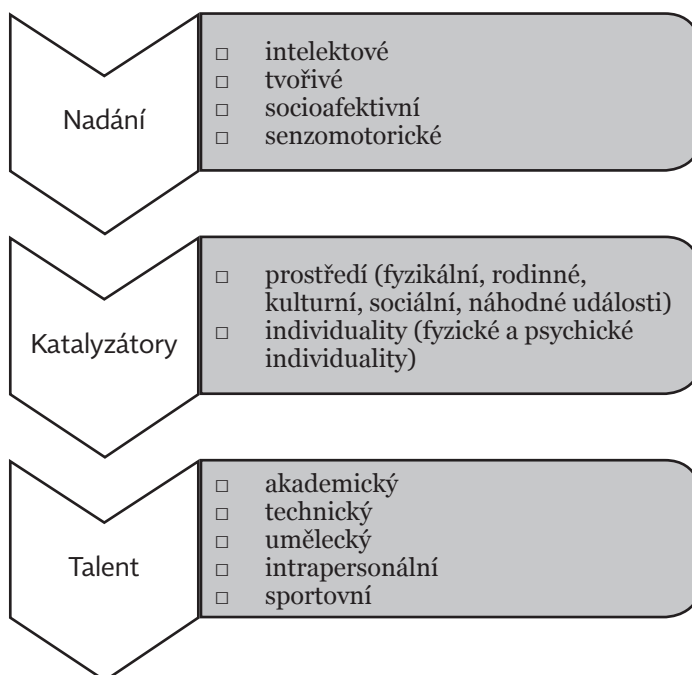 Nadání
□ intelektové
□ tvořivé
□ socioafektivní
□ senzomotorické
Katalyzátory
□ prostředí (fyzikální, rodinné,
kulturní, sociální, náhodné události)
□ individuality (fyzické a psychické
individuality)
Talent
□ akademický
□ technický
□ umělecký
□ intrapersonální
□ sportovní